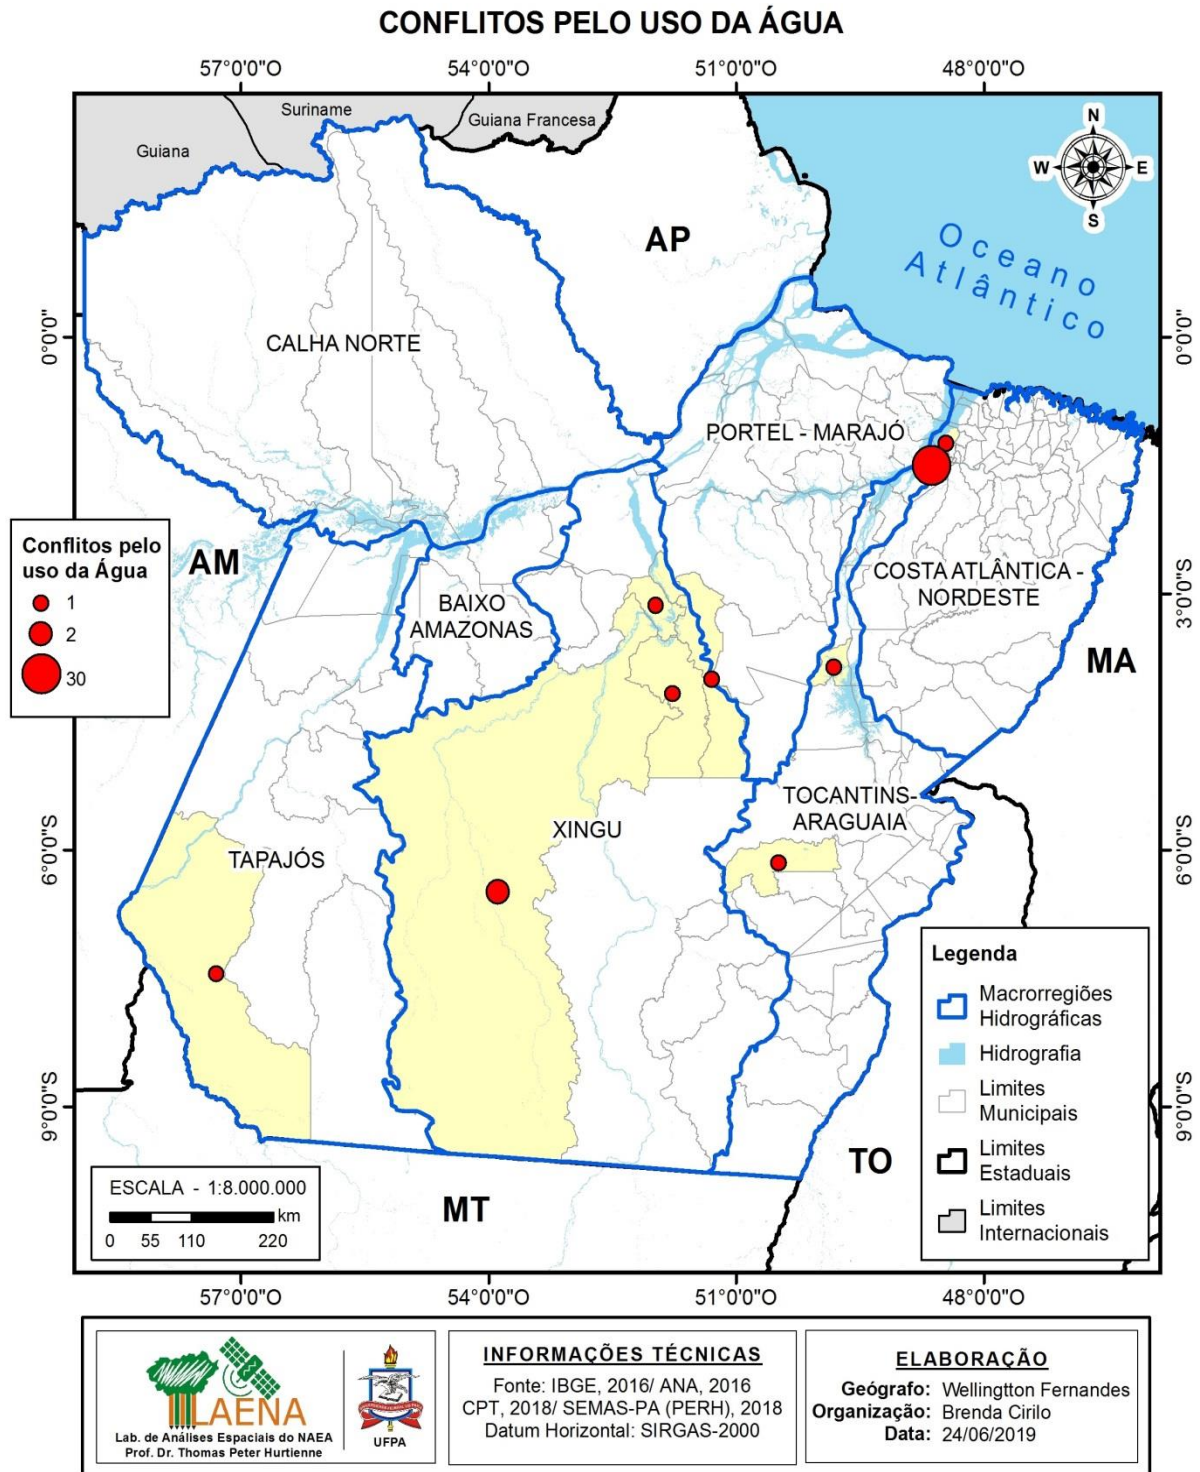 CONFLITOS PELO USO DA ÁGUA
57°0'0"O
54°0'0"O
51°0'0"O
48°0'0"O
Suriname
Guiana Francesa
Guiana
N
W
E
S
AP
Oceano
Atlântico
0°0'0"
0°0'0"
CALHA NORTE
PORTEL - MARAJÓ
Conflitos pelo
uso da Água
1
2
30
AM
BAIXO
AMAZONAS
COSTA ATLÂNTICA -
NORDESTE
3°0'0"S
MA
TOCANTINS-
ARAGUAIA
XINGU
TAPAJÓS
6°0'0"S
6°0'0"S
Legenda
Macrorregiões
Hidrográficas
Hidrografia
Limites
Municipais
Limites
Estaduais
Limites
Internacionais
9°0'0"S
9°0'0"S
TO
MT
ESCALA - 1:8.000.000
km
0 55 110 220
57°0'0"O
54°0'0"O
51°0'0"O
48°0'0"O
LAENA
Lab. de Análises Espaciais do NAEA
Prof. Dr. Thomas Peter Hurtienne
UFPA
INFORMAÇÕES TÉCNICAS
Fonte: IBGE, 2016/ ANA, 2016
CPT, 2018/ SEMAS-PA (PERH), 2018
Datum Horizontal: SIRGAS-2000
ELABORAÇÃO
Geógrafo: Wellingtton Fernandes
Organização: Brenda Cirilo
Data: 24/06/2019